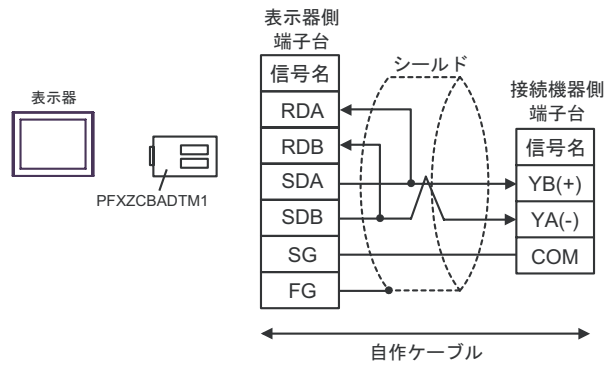 表示器
PFXZCBADTM1
表示器側
端子台
信号名
RDA
RDB
SDA
SDB
SG
FG
シールド
接続機器側
端子台
信号名
YB(+)
YA(-)
COM
自作ケーブル